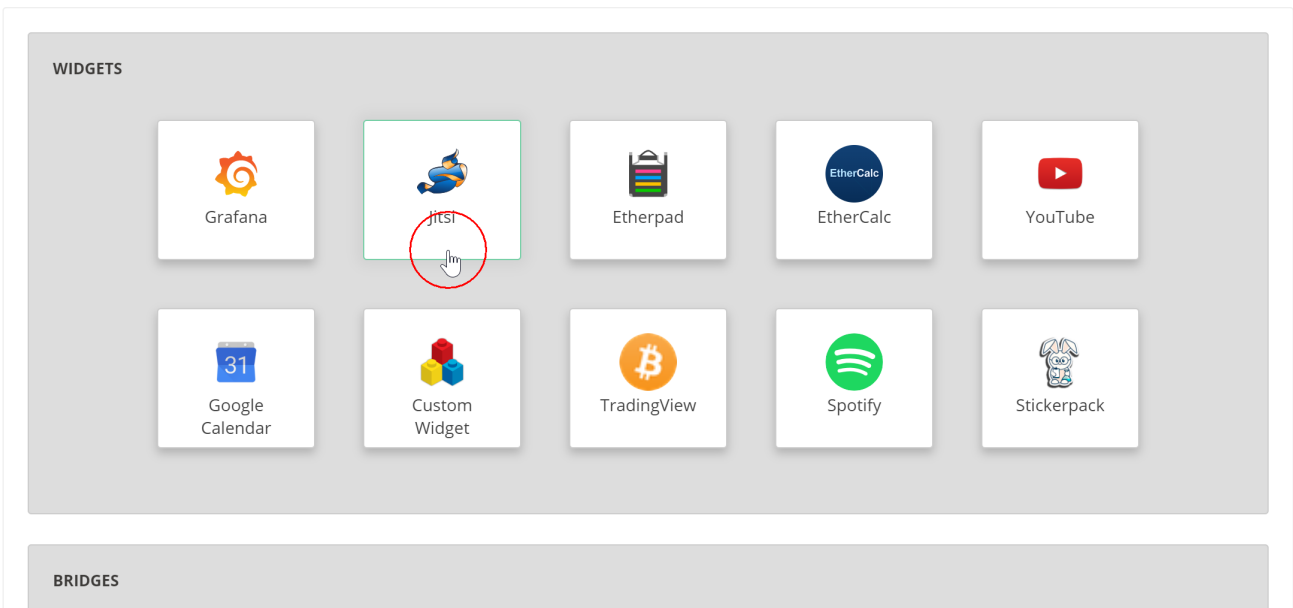 WIDGETS
Grafana
Jitsi
Etherpad
EtherCalc
EtherCalc
YouTube
31
Google
Calendar
Custom
Widget
TradingView
Spotify
Stickerpack
BRIDGES